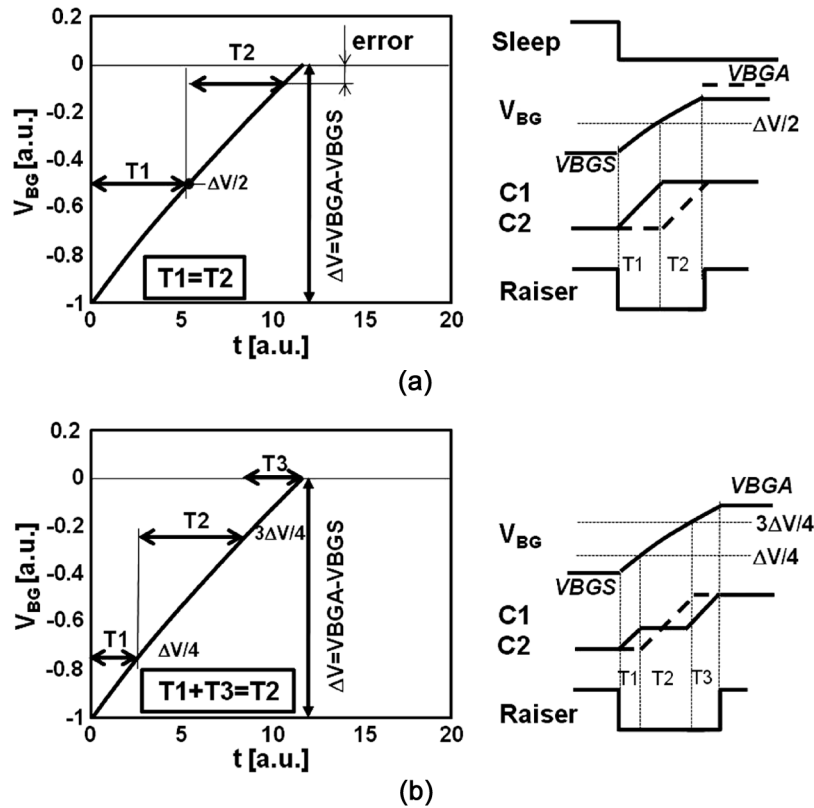 0.2
0
-0.2
-0.4
-0.6
-0.8
-1
V_BG [a.u.]
0 5 10 15 20
t [a.u.]
T2
error
T1
ΔV/2
T1=T2
ΔV=VBGA-VBGS
Sleep
VBGA
V_BG
ΔV/2
VBGS
C1
C2
T1 T2
Raiser
(a)
0.2
0
-0.2
-0.4
-0.6
-0.8
-1
V_BG [a.u.]
0 5 10 15 20
t [a.u.]
T3
T2
3ΔV/4
T1
ΔV/4
T1+T3=T2
ΔV=VBGA-VBGS
VBGA
3ΔV/4
V_BG
ΔV/4
VBGS
C1
C2
T1 T2 T3
Raiser
(b)